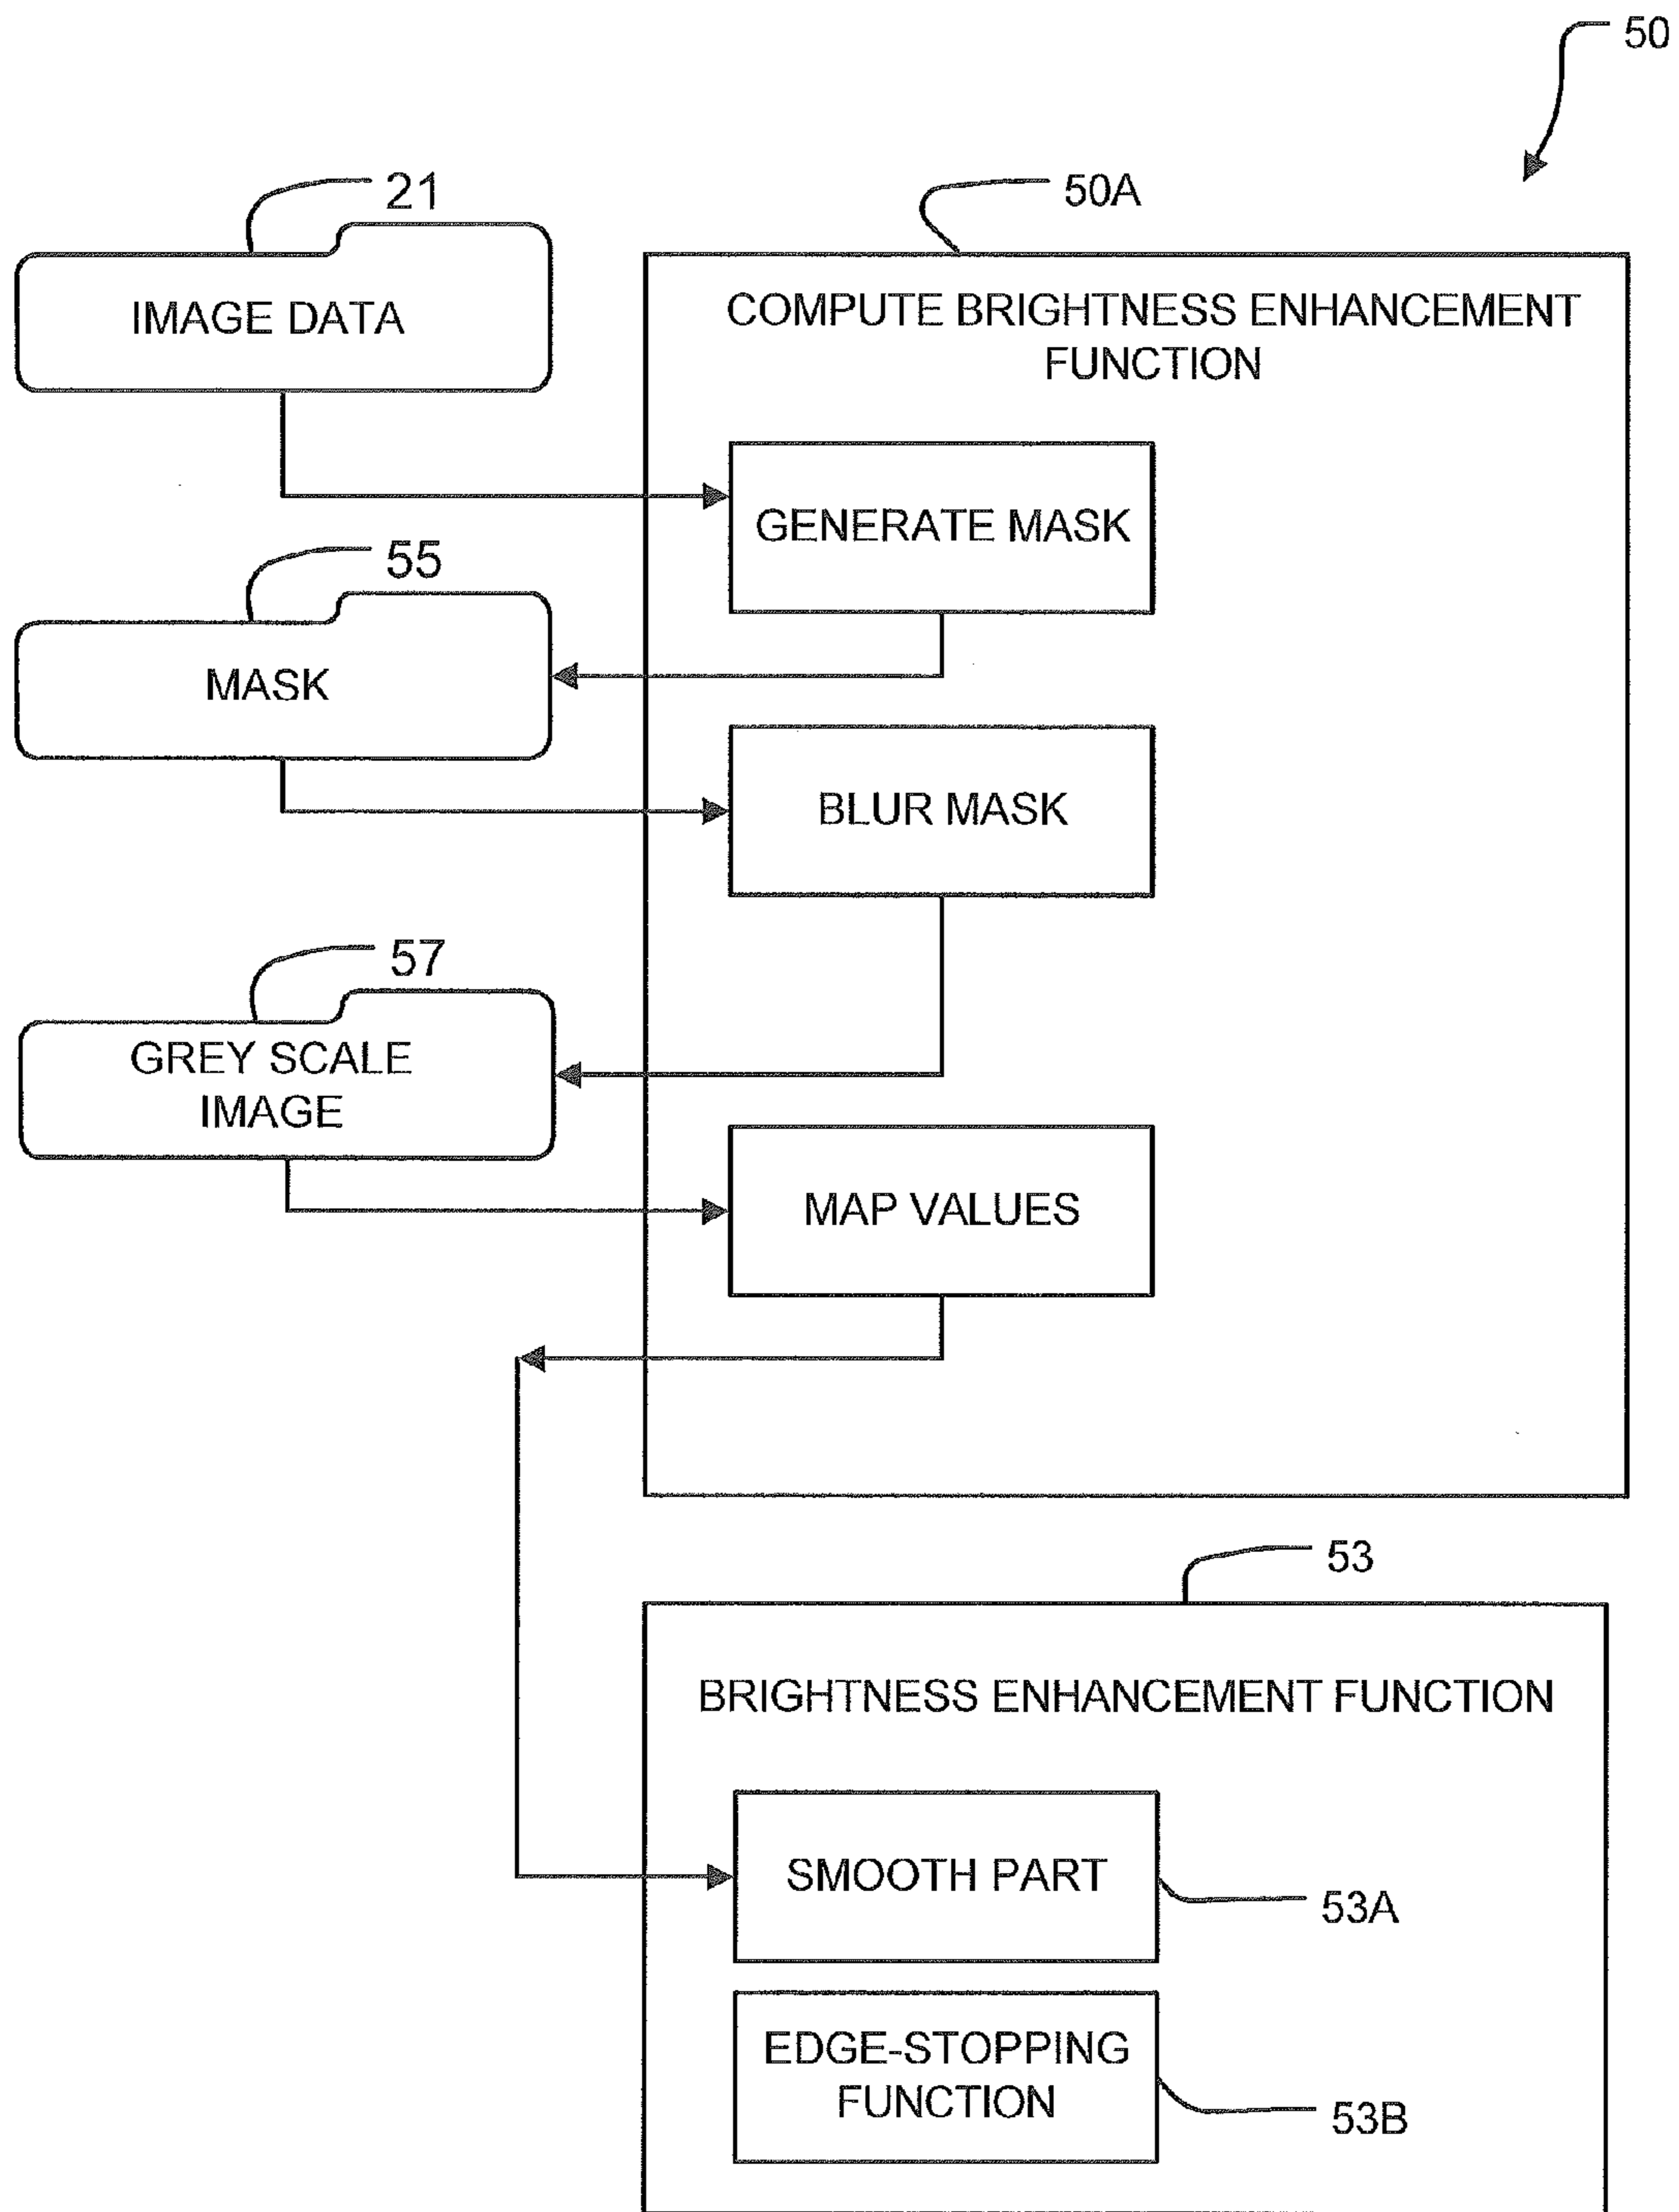 50
21
50A
IMAGE DATA
COMPUTE BRIGHTNESS ENHANCEMENT
FUNCTION
GENERATE MASK
55
MASK
BLUR MASK
57
GREY SCALE
IMAGE
MAP VALUES
53
BRIGHTNESS ENHANCEMENT FUNCTION
SMOOTH PART
53A
EDGE-STOPPING
FUNCTION
53B